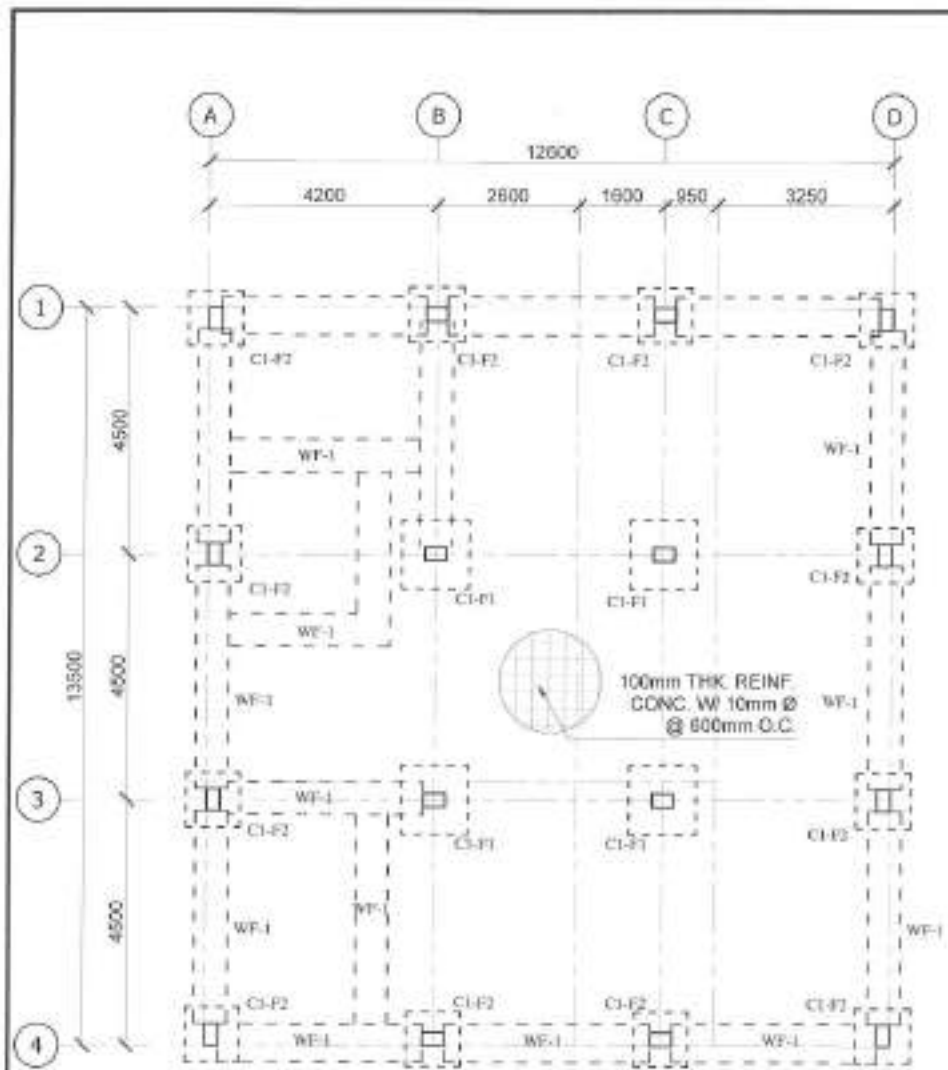 A B C D
12600
4200 2600 1600 950 3250
1
C1-F2 C1-F2 C1-F2 C1-F2
4500
WF-1 WF-1
2
C1-F2 C1-F2
C1-F1 C1-F1
WF-1
13500
4500
100mm THK. REINF.
CONC. W/ 10mm Ø
@ 600mm O.C.
WF-1 WF-1
3
WF-1
C1-F2 C1-F1 C1-F1 C1-F2
4500
WF-1
WF-1 WF-1
C1-F2 C1-F2 C1-F2 C1-F2
4
WF-1 WF-1 WF-1